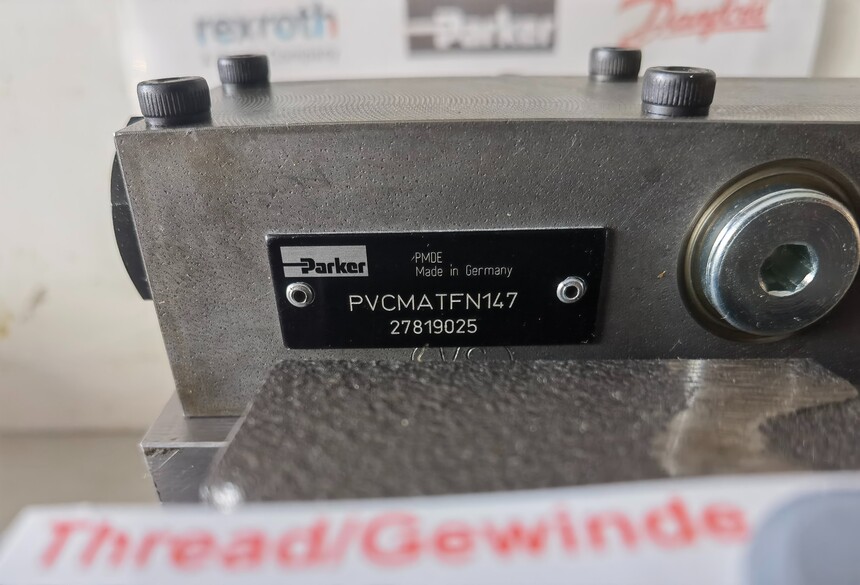 rexroth
Parker
Danfoss
Parker
PMDE
Made in Germany
PVCMATFN147
27819025
Thread/Gewinde